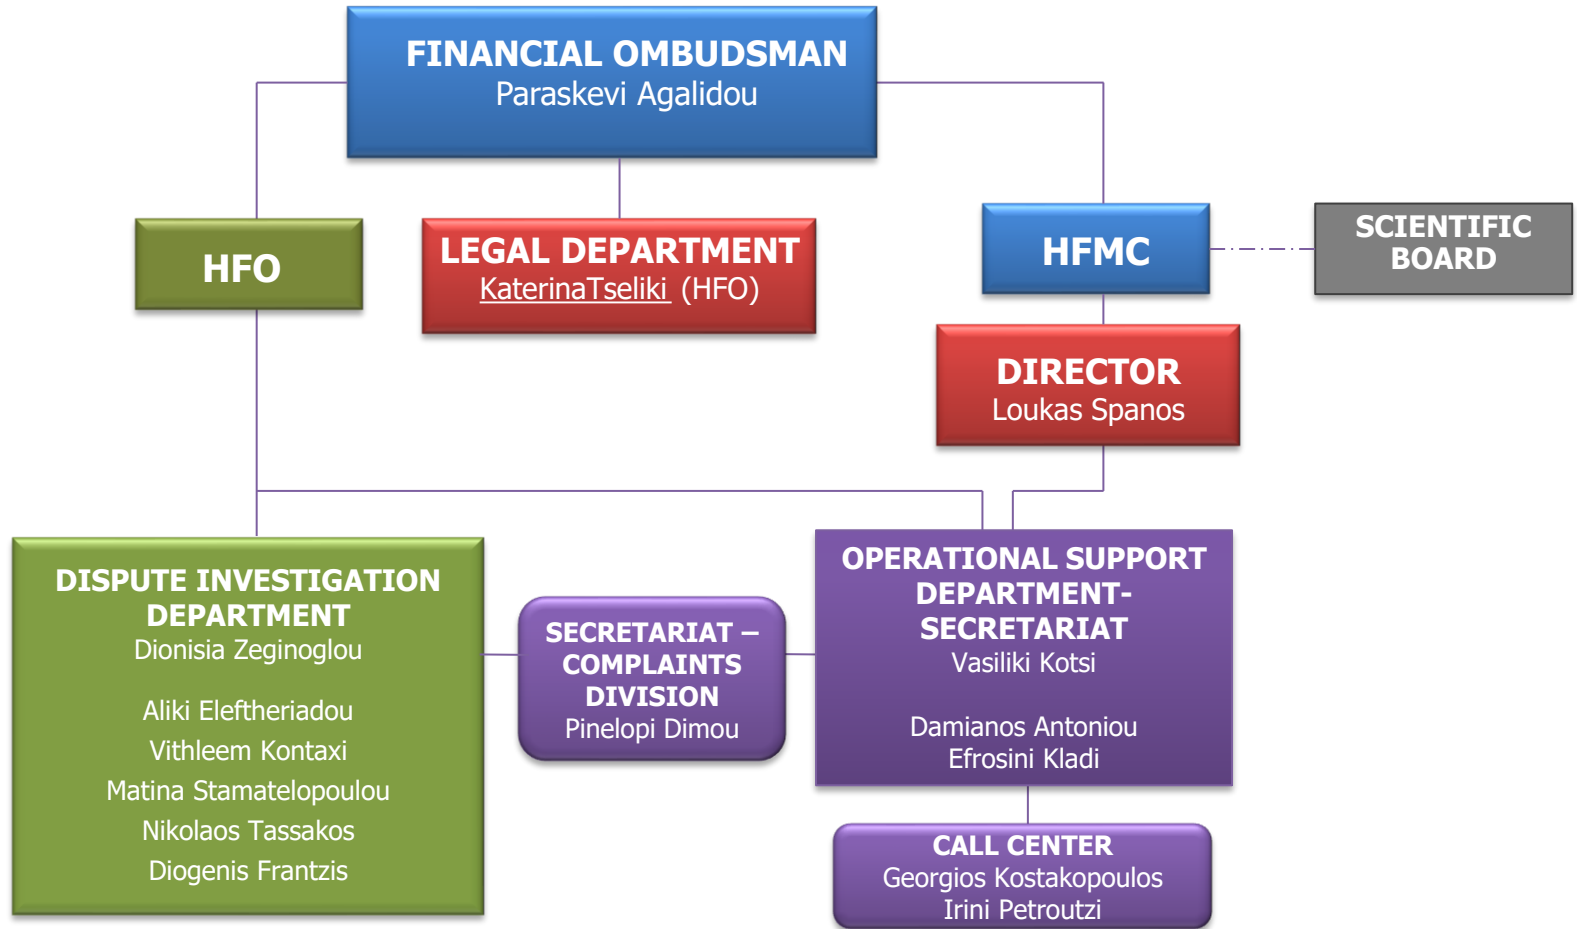 FINANCIAL OMBUDSMAN
Paraskevi Agalidou
HFO
LEGAL DEPARTMENT
KaterinaTseliki (HFO)
HFMC
SCIENTIFIC
BOARD
DIRECTOR
Loukas Spanos
DISPUTE INVESTIGATION
DEPARTMENT
Dionisia Zeginoglou
Aliki Eleftheriadou
Vithleem Kontaxi
Matina Stamatelopoulou
Nikolaos Tassakos
Diogenis Frantzis
SECRETARIAT –
COMPLAINTS
DIVISION
Pinelopi Dimou
OPERATIONAL SUPPORT
DEPARTMENT-
SECRETARIAT
Vasiliki Kotsi
Damianos Antoniou
Efrosini Kladi
CALL CENTER
Georgios Kostakopoulos
Irini Petroutzi